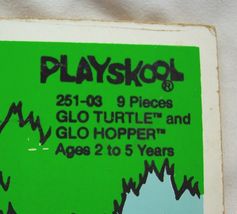 PLAYSKOOL®
251-03 9 Pieces
GLO TURTLE™ and
GLO HOPPER™
Ages 2 to 5 Years